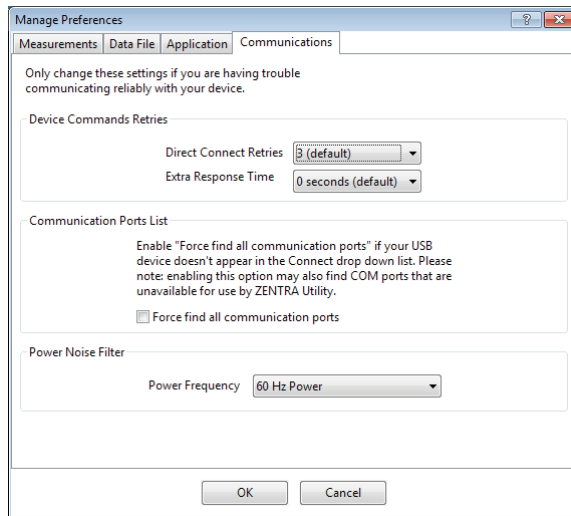 Manage Preferences
?
Measurements Data File Application Communications
Only change these settings if you are having trouble
communicating reliably with your device.
Device Commands Retries
Direct Connect Retries 3 (default)
Extra Response Time 0 seconds (default)
Communication Ports List
Enable "Force find all communication ports" if your USB
device doesn't appear in the Connect drop down list. Please
note: enabling this option may also find COM ports that are
unavailable for use by ZENTRA Utility.
Force find all communication ports
Power Noise Filter
Power Frequency 60 Hz Power
OK Cancel